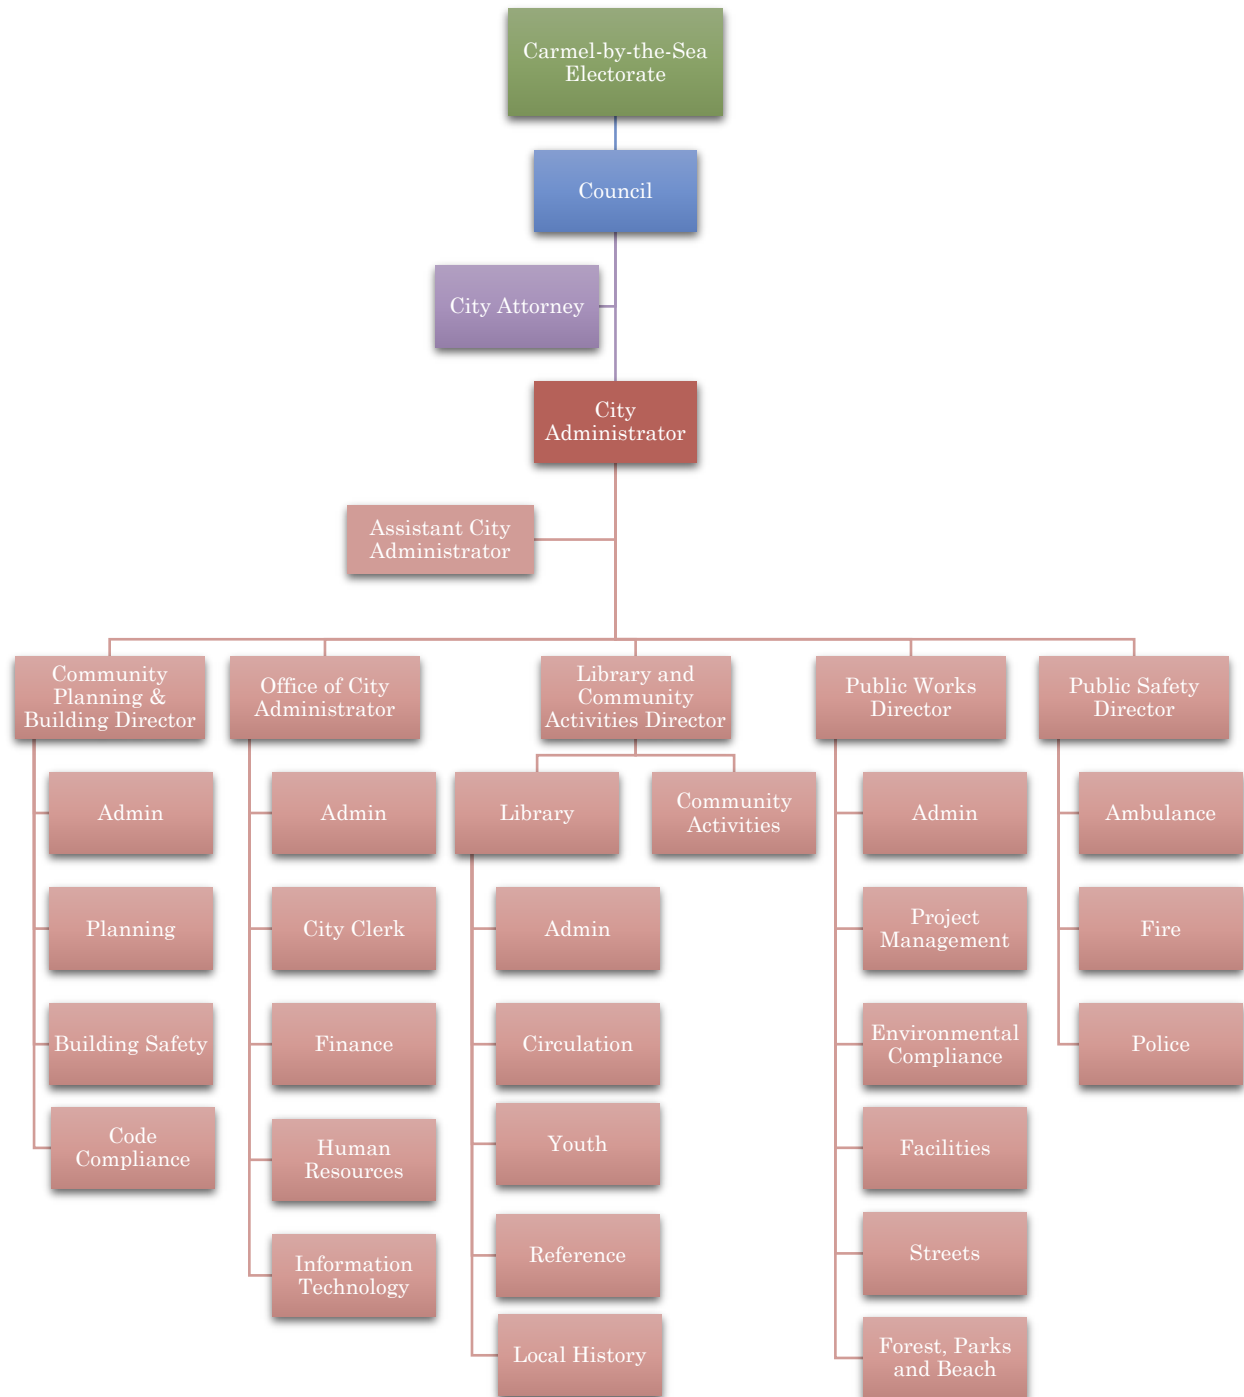 Carmel-by-the-Sea
Electorate
Council
City Attorney
City
Administrator
Assistant City
Administrator
Community
Planning &
Building Director
Office of City
Administrator
Library and
Community
Activities Director
Public Works
Director
Public Safety
Director
Admin
Planning
Building Safety
Code
Compliance
Admin
City Clerk
Finance
Human
Resources
Information
Technology
Library
Community
Activities
Admin
Circulation
Youth
Reference
Local History
Admin
Project
Management
Environmental
Compliance
Facilities
Streets
Forest, Parks
and Beach
Ambulance
Fire
Police